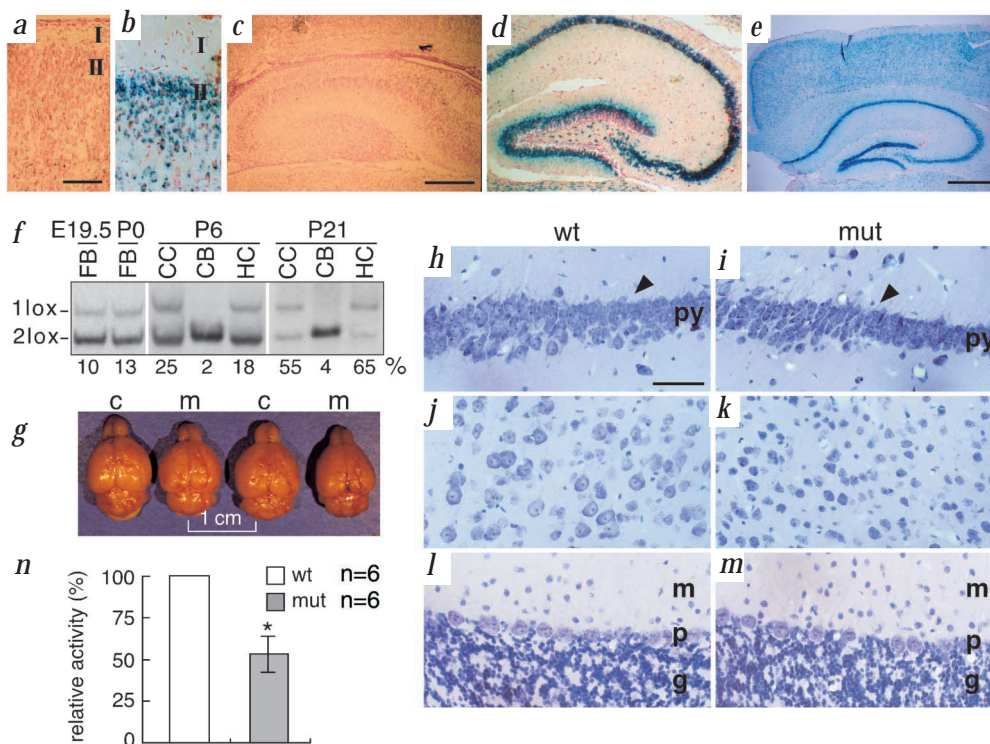 a
I
II
b
I
II
c
d
e
f
E19.5 P0 P6 P21
FB FB CC CB HC CC CB HC
1lox
2lox
10 13 25 2 18 55 4 65 %
g
c m c m
1 cm
n
relative activity (%)
100
75
50
25
0
wt n=6
mut n=6
*
wt mut
h
py
i
py
j
k
l
m
p
g
m
m
p
g